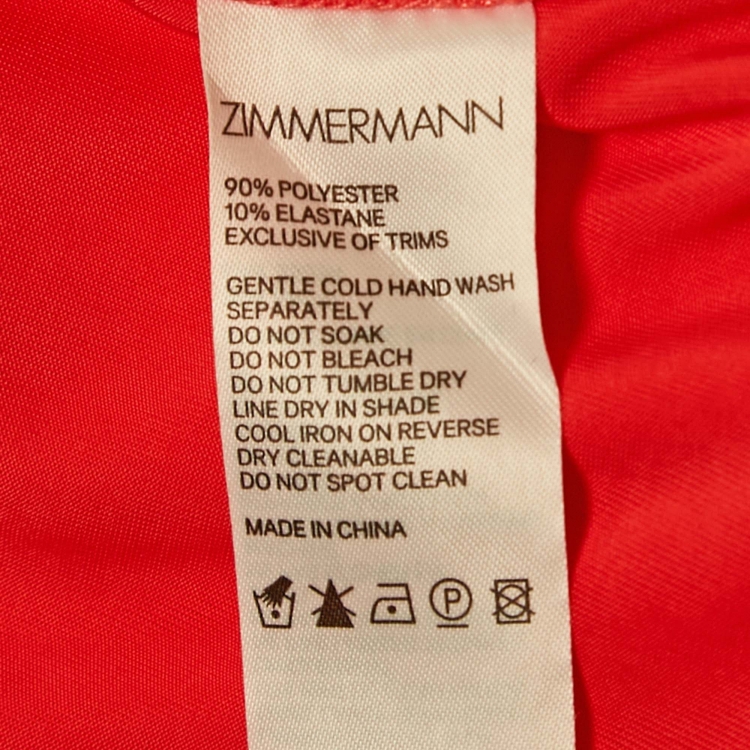 ZIMMERMANN
90% POLYESTER
10% ELASTANE
EXCLUSIVE OF TRIMS
GENTLE COLD HAND WASH
SEPARATELY
DO NOT SOAK
DO NOT BLEACH
DO NOT TUMBLE DRY
LINE DRY IN SHADE
COOL IRON ON REVERSE
DRY CLEANABLE
DO NOT SPOT CLEAN
MADE IN CHINA
P